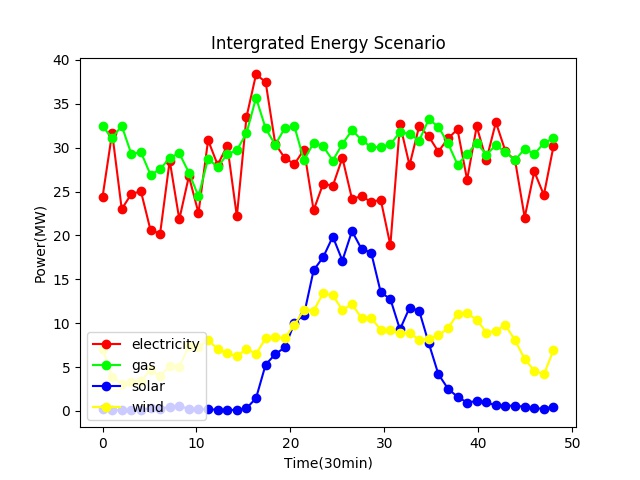 Intergrated Energy Scenario
Power(MW)
40
35
30
25
20
15
10
5
0
electricity
gas
solar
wind
0 10 20 30 40 50
Time(30min)